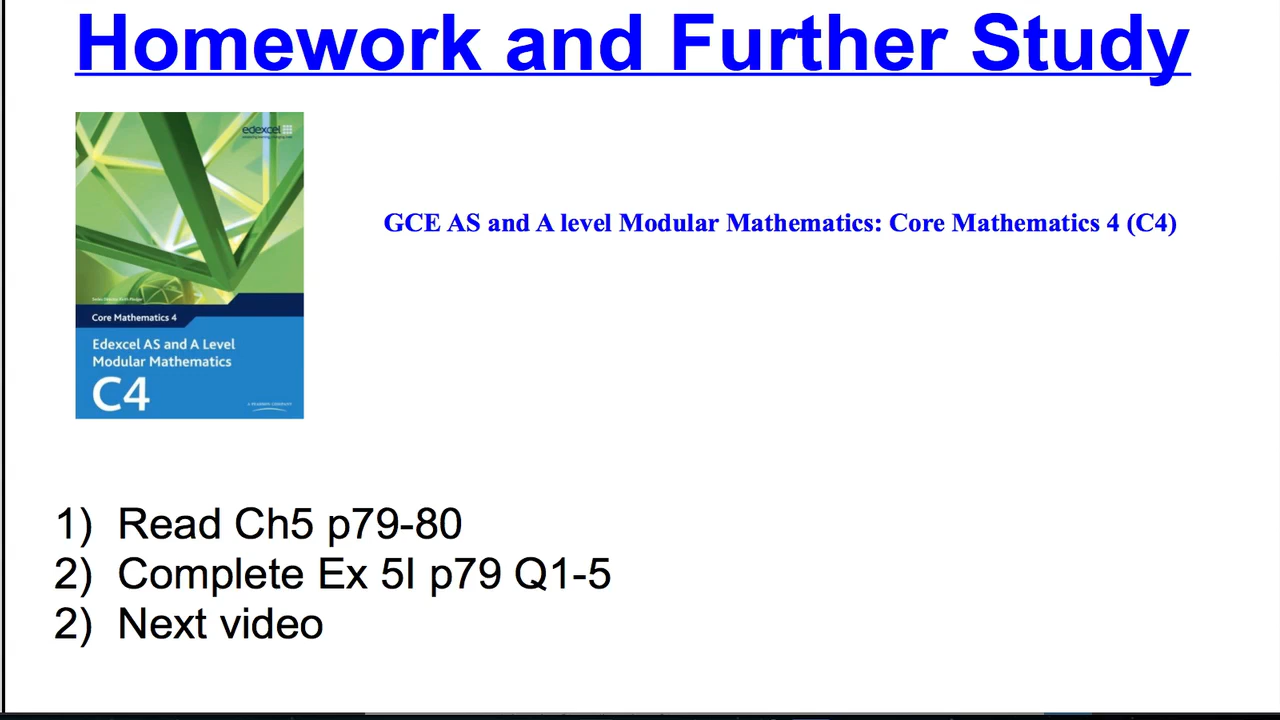 Homework and Further Study
edexcel
GCE AS and A level Modular Mathematics: Core Mathematics 4 (C4)
Core Mathematics 4
Edexcel AS and A Level
Modular Mathematics
C4
A PEARSON COMPANY
1) Read Ch5 p79-80
2) Complete Ex 5I p79 Q1-5
2) Next video